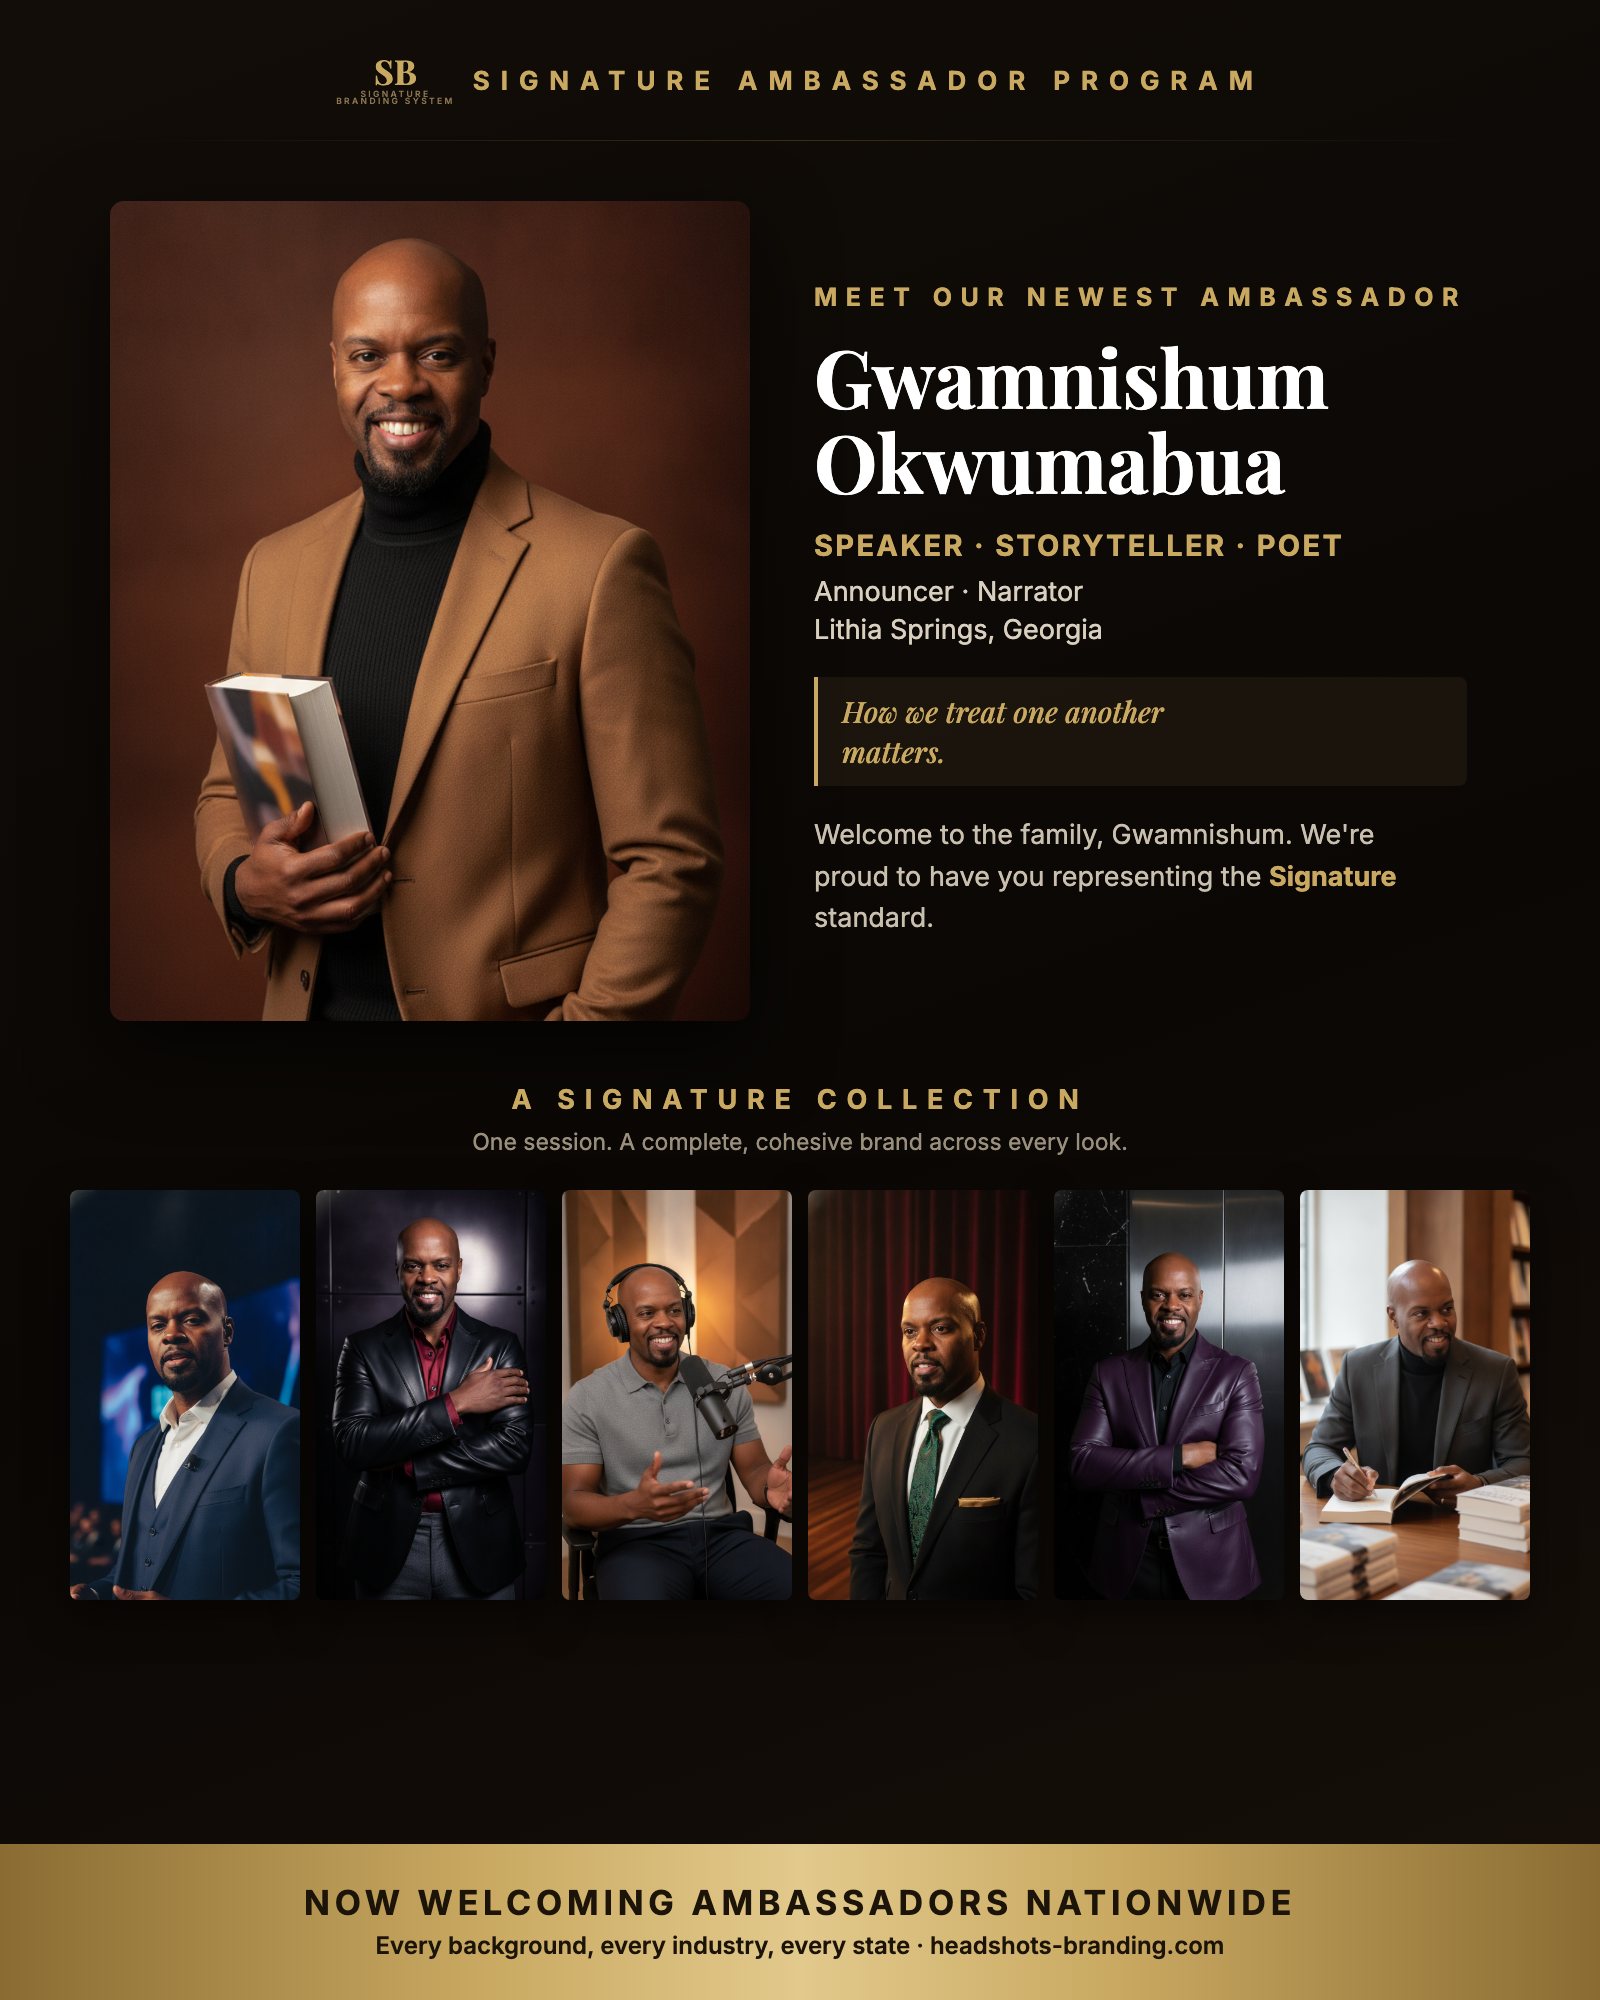 SB
SIGNATURE
BRANDING SYSTEM
SIGNATURE AMBASSADOR PROGRAM
MEET OUR NEWEST AMBASSADOR
Gwamnishum
Okwumabua
SPEAKER · STORYTELLER · POET
Announcer · Narrator
Lithia Springs, Georgia
How we treat one another
matters.
Welcome to the family, Gwamnishum. We're
proud to have you representing the Signature
standard.
A SIGNATURE COLLECTION
One session. A complete, cohesive brand across every look.
NOW WELCOMING AMBASSADORS NATIONWIDE
Every background, every industry, every state · headshots-branding.com